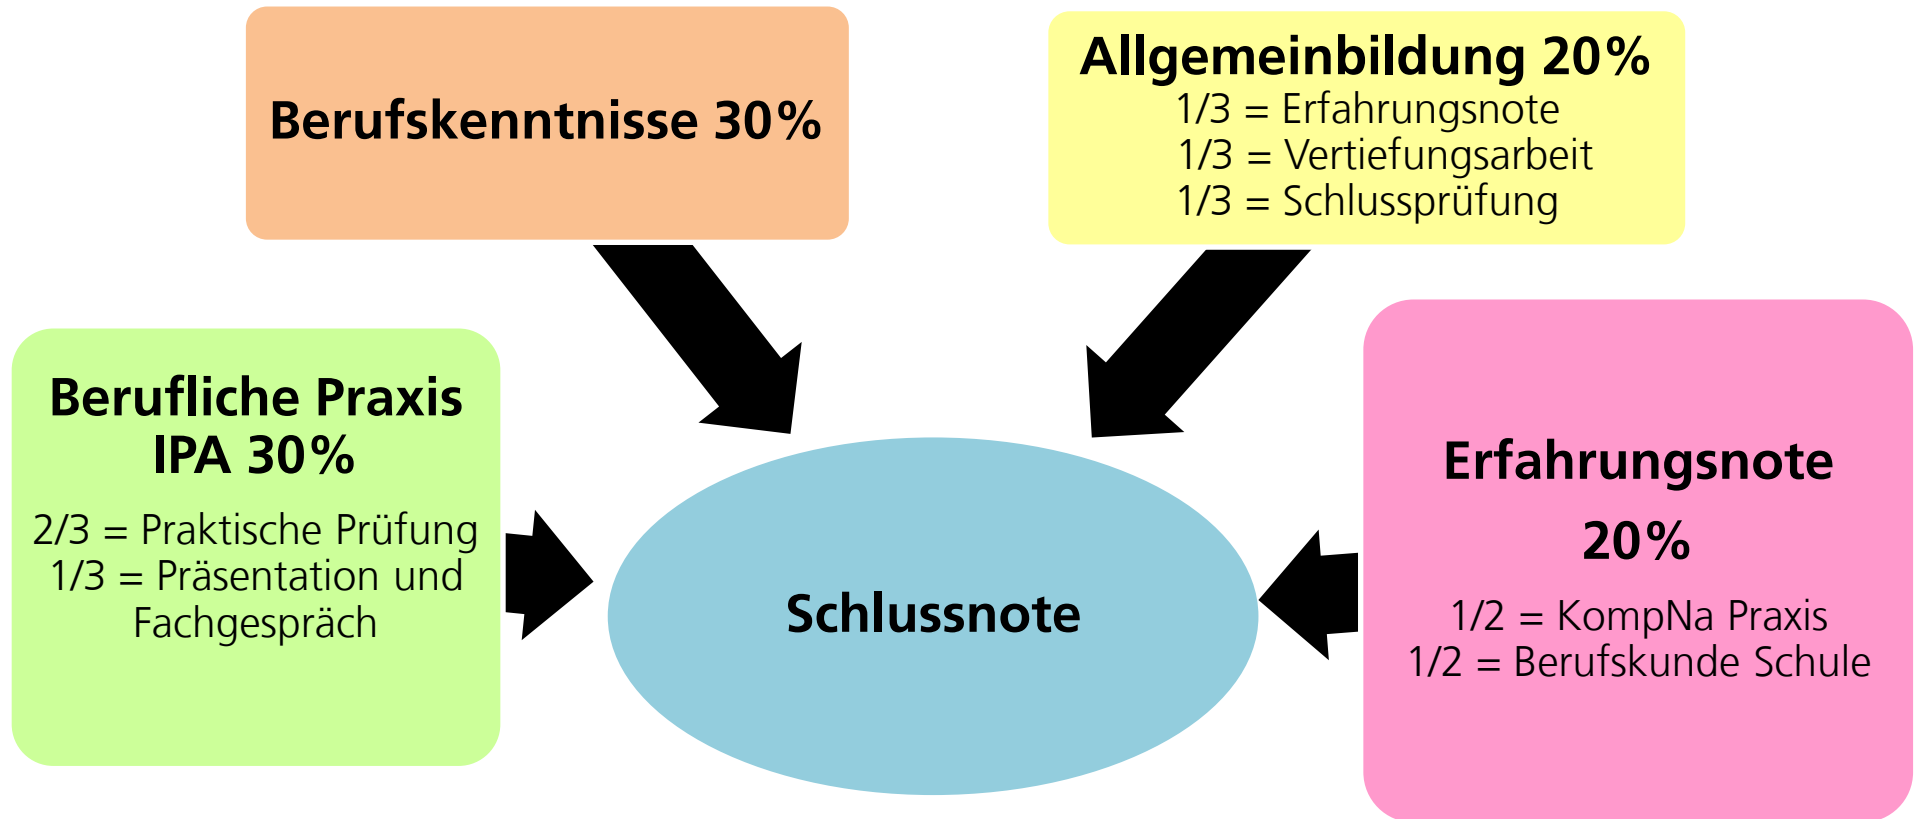 Berufskenntnisse 30%
Allgemeinbildung 20%
1/3 = Erfahrungsnote
1/3 = Vertiefungsarbeit
1/3 = Schlussprüfung
Berufliche Praxis
IPA 30%
2/3 = Praktische Prüfung
1/3 = Präsentation und
Fachgespräch
Schlussnote
Erfahrungsnote
20%
1/2 = KompNa Praxis
1/2 = Berufskunde Schule